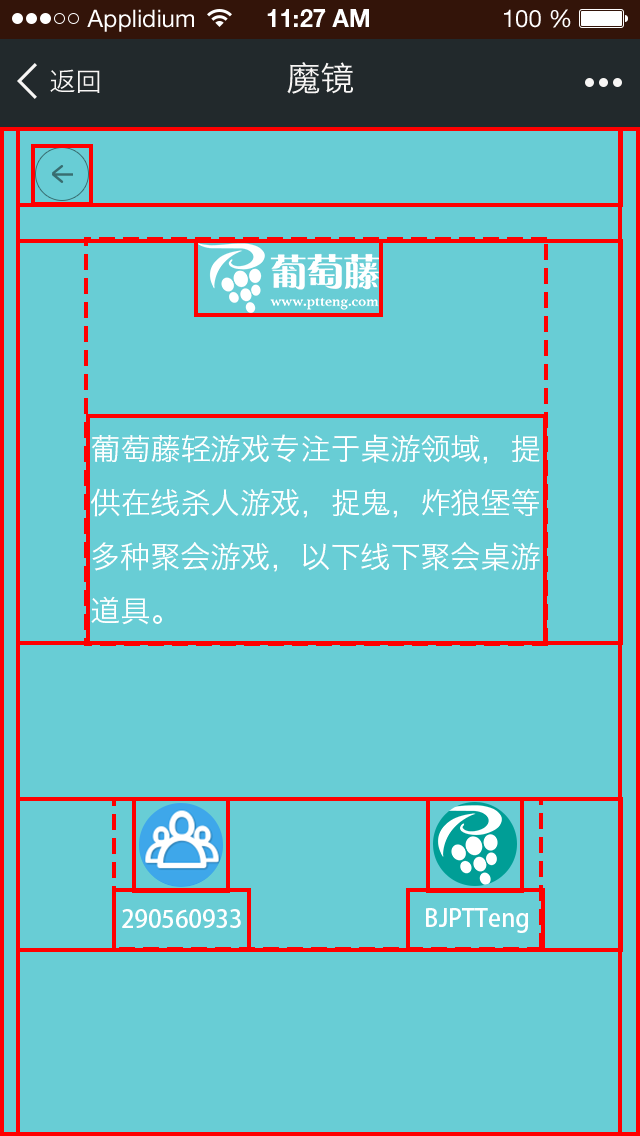 Applidium 11:27 AM 100 %
返回 魔镜
葡萄藤
www.ptteng.com
葡萄藤轻游戏专注于桌游领域，提
供在线杀人游戏，捉鬼，炸狼堡等
多种聚会游戏，以下线下聚会桌游
道具。
290560933 BJPTTeng